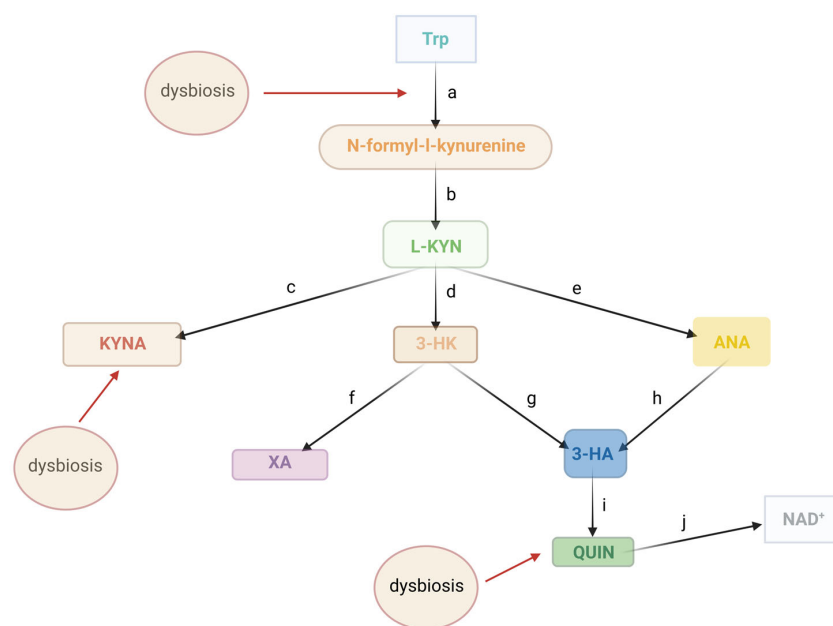 Trp
dysbiosis
a
N-formyl-l-kynurenine
b
L-KYN
c
d
e
KYNA
3-HK
ANA
f
g
h
dysbiosis
XA
3-HA
i
j
NAD⁺
QUIN
dysbiosis